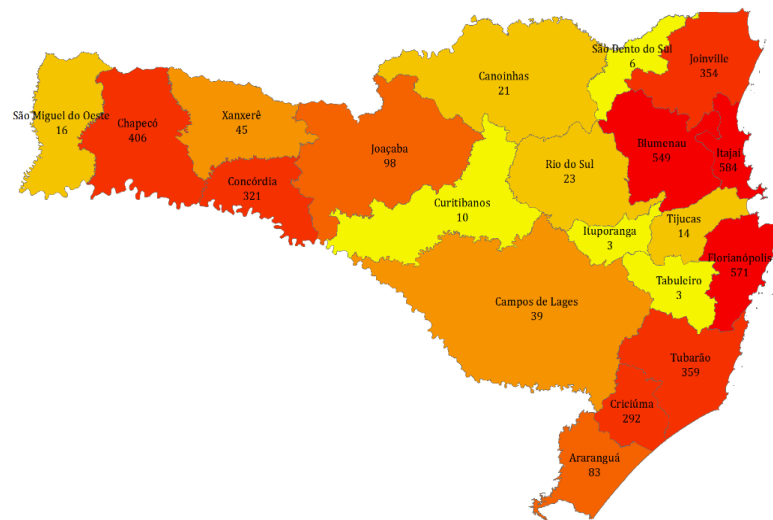 São Bento do Sul
6
Joinville
354
Canoinhas
21
São Miguel do Oeste
16
Chapecó
406
Xanxerê
45
Joaçaba
98
Blumenau
549
Itajaí
584
Rio do Sul
23
Concórdia
321
Curitibanos
10
Ituporanga
3
Tijucas
14
Florianópolis
571
Tabuleiro
3
Campos de Lages
39
Tubarão
359
Criciúma
292
Araranguá
83